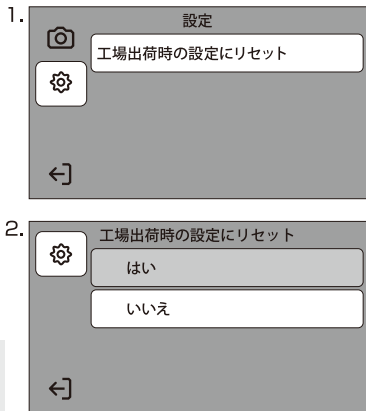 1.
設定
工場出荷時の設定にリセット
2.
工場出荷時の設定にリセット
はい
いいえ